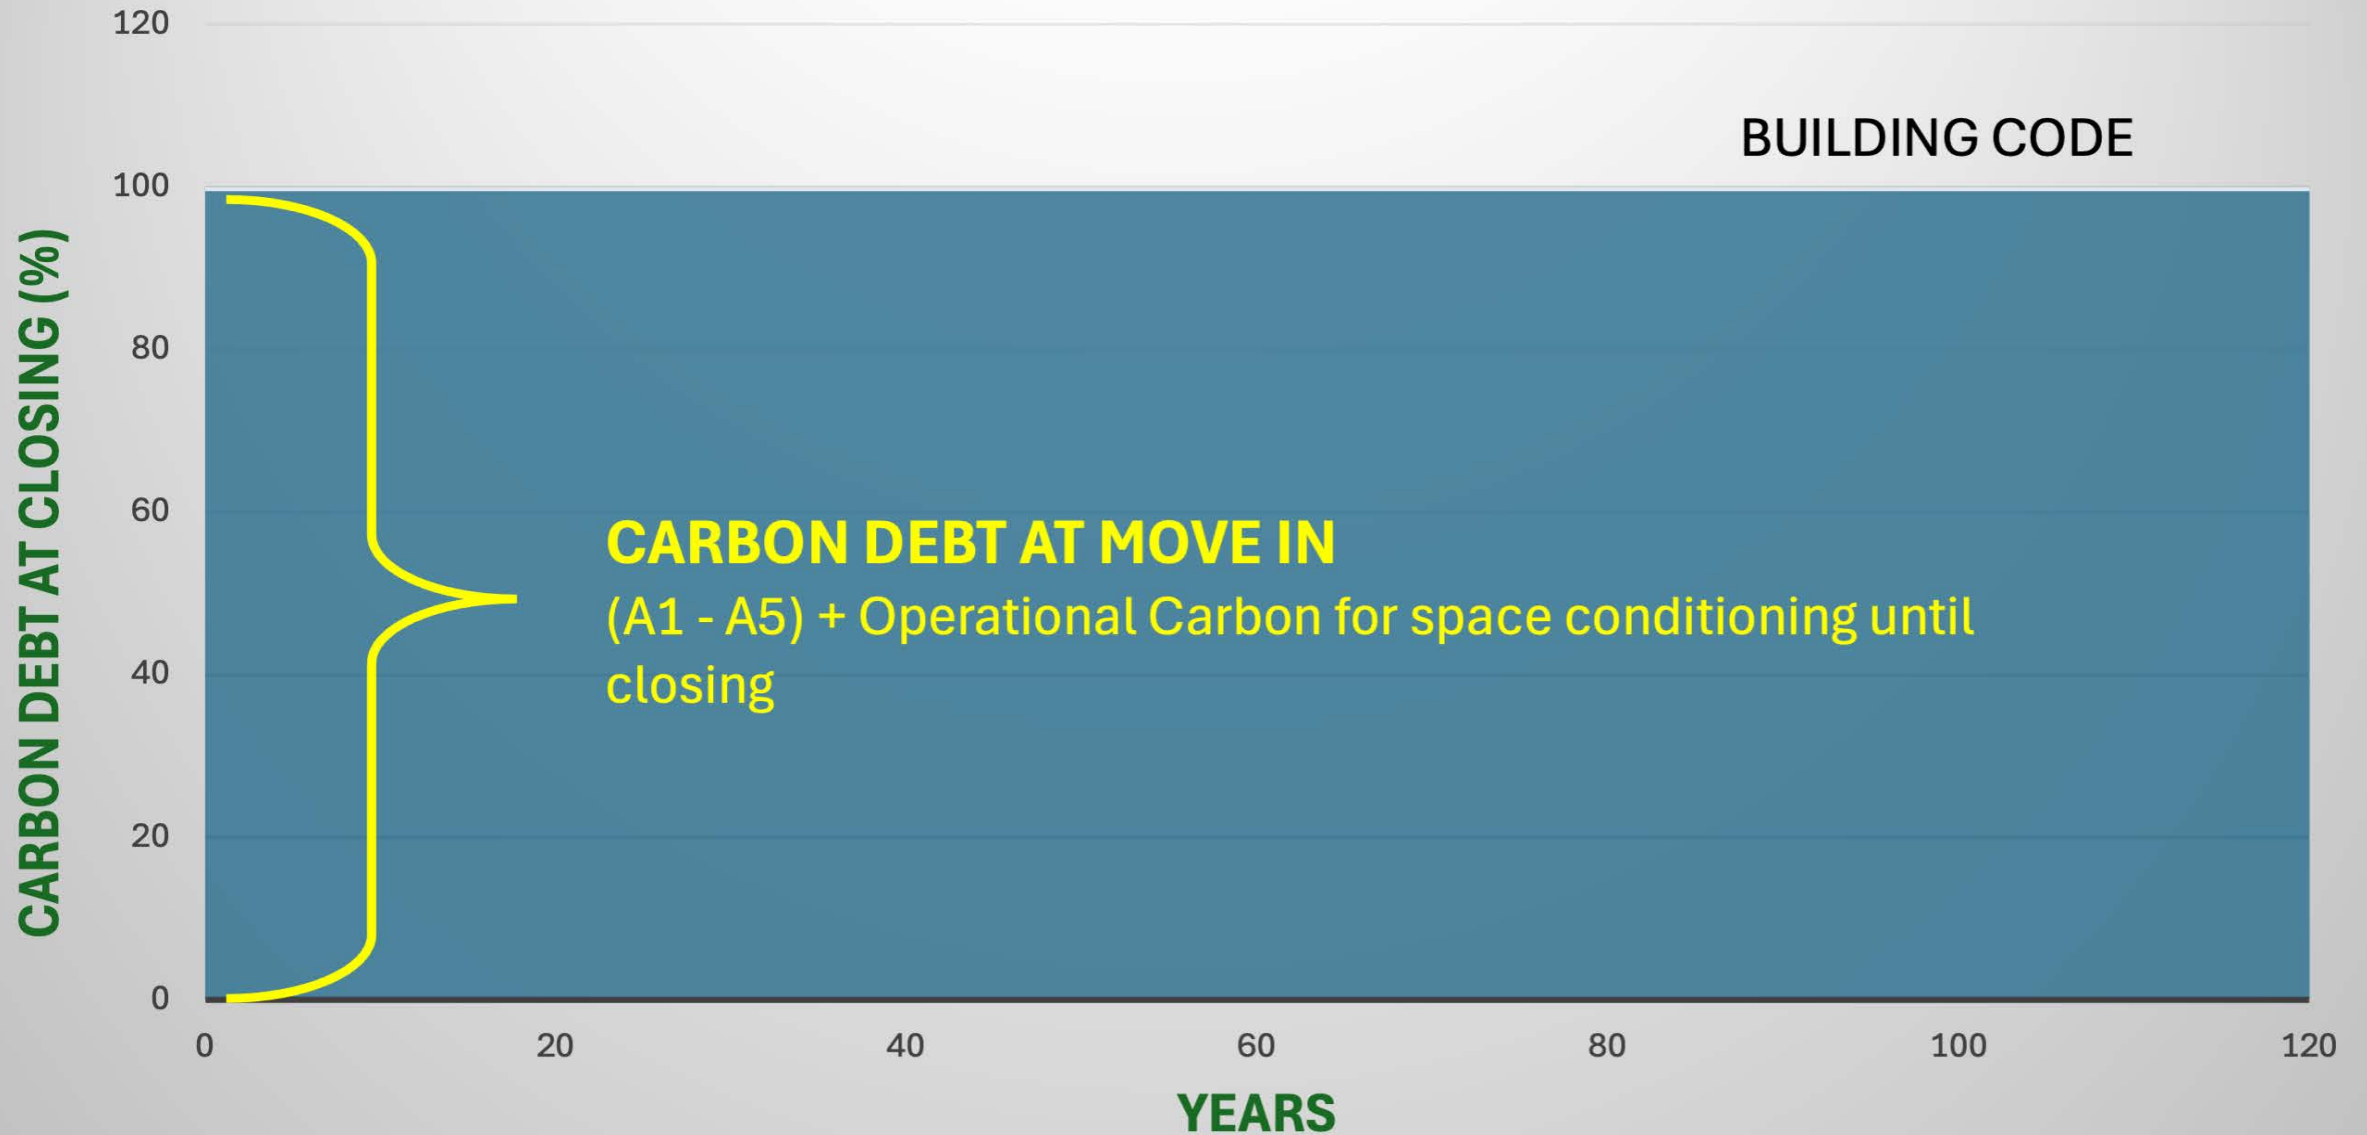 120
BUILDING CODE
100
80
60
40
20
0
CARBON DEBT AT CLOSING (%)
CARBON DEBT AT MOVE IN
(A1 - A5) + Operational Carbon for space conditioning until
closing
0 20 40 60 80 100 120
YEARS